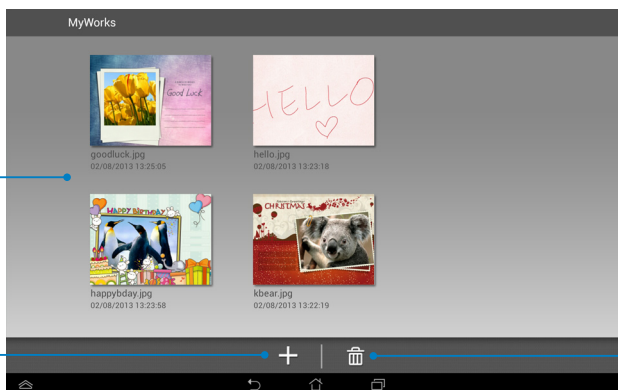 MyWorks
Good Luck
goodluck.jpg
02/08/2013 13:25:05
HELLO
hello.jpg
02/08/2013 13:23:18
HAPPY BIRTHDAY
happybday.jpg
02/08/2013 13:23:58
CHRISTMAS
kbear.jpg
02/08/2013 13:22:19